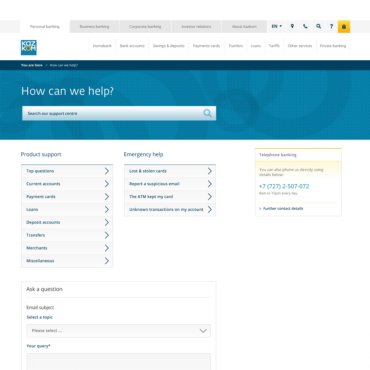 Personal banking
Business banking
Corporate banking
Investor relations
About Kazkom
EN
KAZ
KOM
Homebank
Bank accounts
Savings & deposits
Payments cards
Transfers
Loans
Tariffs
Other services
Private banking
You are here > How can we help?
How can we help?
Search our support centre
Product support
Top questions
Current accounts
Payment cards
Loans
Deposit accounts
Transfers
Merchants
Miscellaneous
Emergency help
Lost & stolen cards
Report a suspicious email
The ATM kept my card
Unknown transactions on my account
Telephone banking
You can also phone us directly using
details below:
+7 (727) 2-507-072
8am to 10pm every day
> Further contact details
Ask a question
Email subject
Select a topic
Please select ...
Your query*